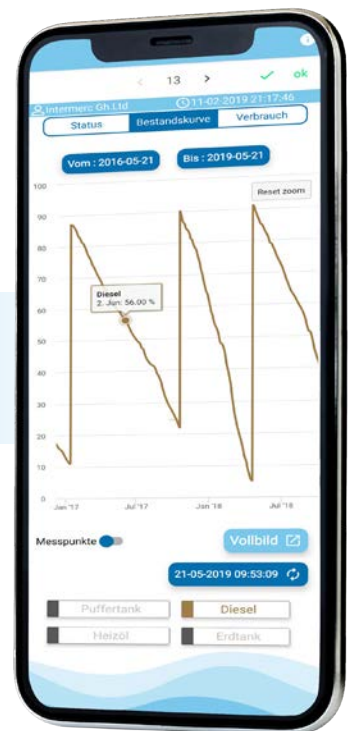 13
ok
Intermerc Gh.Ltd
11-02-2019 21:17:46
Status
Bestandskurve
Verbrauch
Vom : 2016-05-21
Bis : 2019-05-21
Reset zoom
100
90
80
70
60
50
40
30
20
10
0
Diesel
2. Jun: 56.00 %
Jan '17
Jul '17
Jan '18
Jul '18
Messpunkte
Vollbild
21-05-2019 09:53:09
Puffertank
Diesel
Heizöl
Erdtank